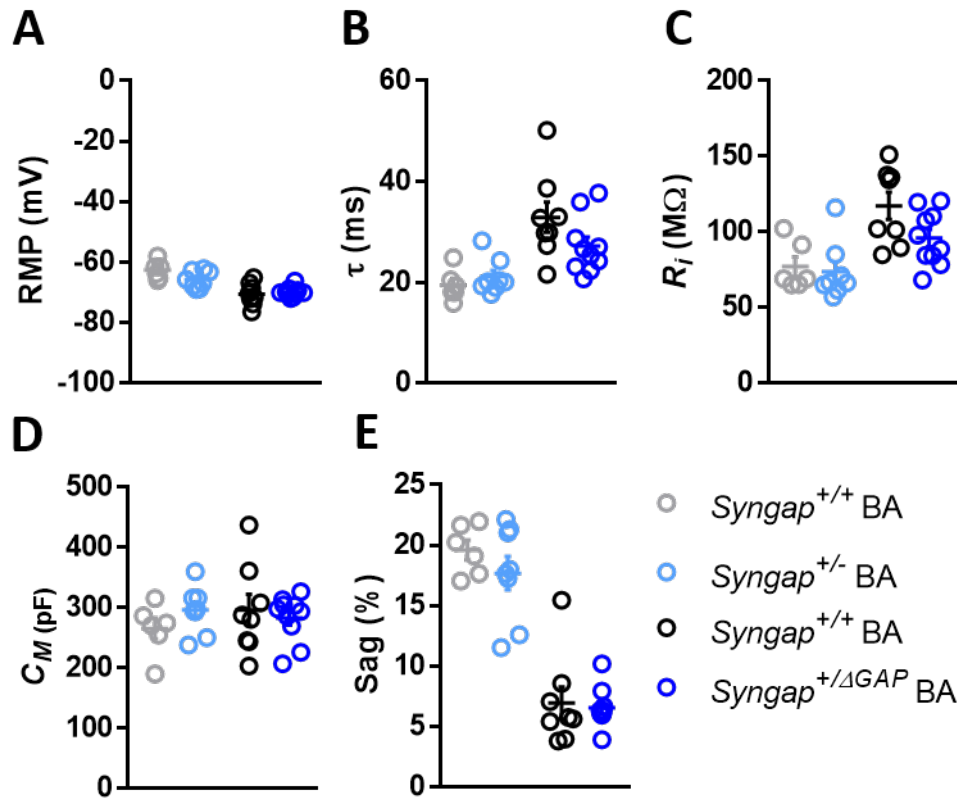 A
B
C
0
-20
-40
-60
-80
-100
RMP (mV)
60
40
20
0
τ (ms)
200
150
100
50
0
Ri (MΩ)
D
E
500
400
300
200
100
0
CM (pF)
25
20
15
10
5
0
Sag (%)
Syngap+/+ BA
Syngap+/- BA
Syngap+/+ BA
Syngap+/ΔGAP BA